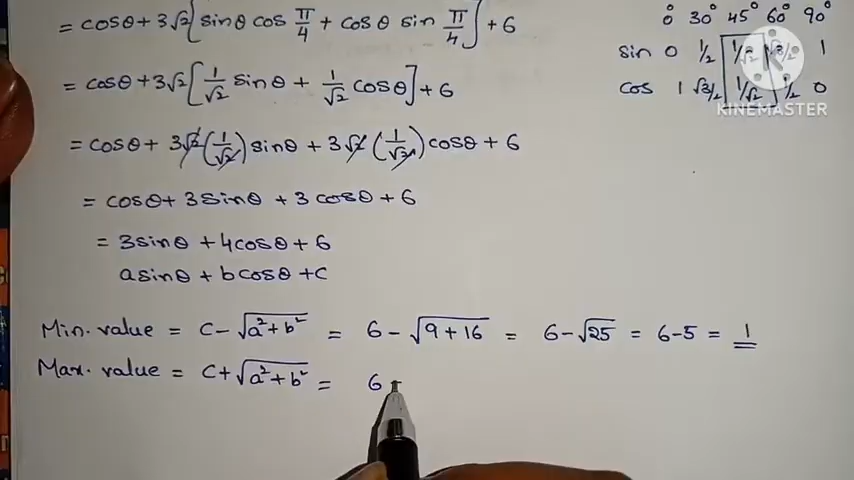 = cosθ+3√2[sinθ cos π/4 + cosθ sin π/4]+6
= cosθ+3√2[1/√2 sinθ + 1/√2 cosθ]+6
= cosθ+ 3√2(1/√2)sinθ + 3√2(1/√2)cosθ + 6
= cosθ+ 3sinθ + 3cosθ + 6
= 3sinθ + 4cosθ + 6
asinθ + bcosθ + c
Min. value = c-√a²+b² = 6-√9+16 = 6-√25 = 6-5 = 1
Max. value = c+√a²+b² = 6
0° 30° 45° 60° 90°
sin 0 1/2 1/√2 √3/2 1
cos 1 √3/2 1/√2 1/2 0
KINEMASTER